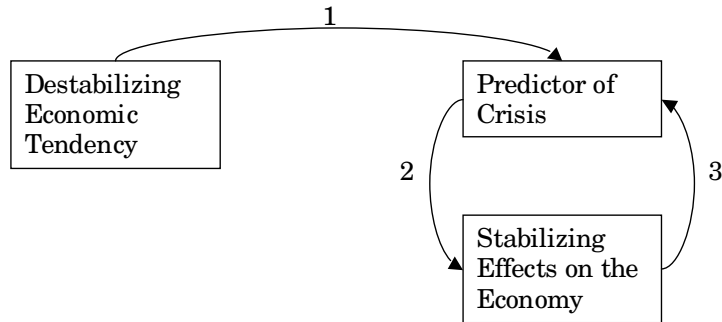 1
Destabilizing
Economic
Tendency
Predictor of
Crisis
2
3
Stabilizing
Effects on the
Economy